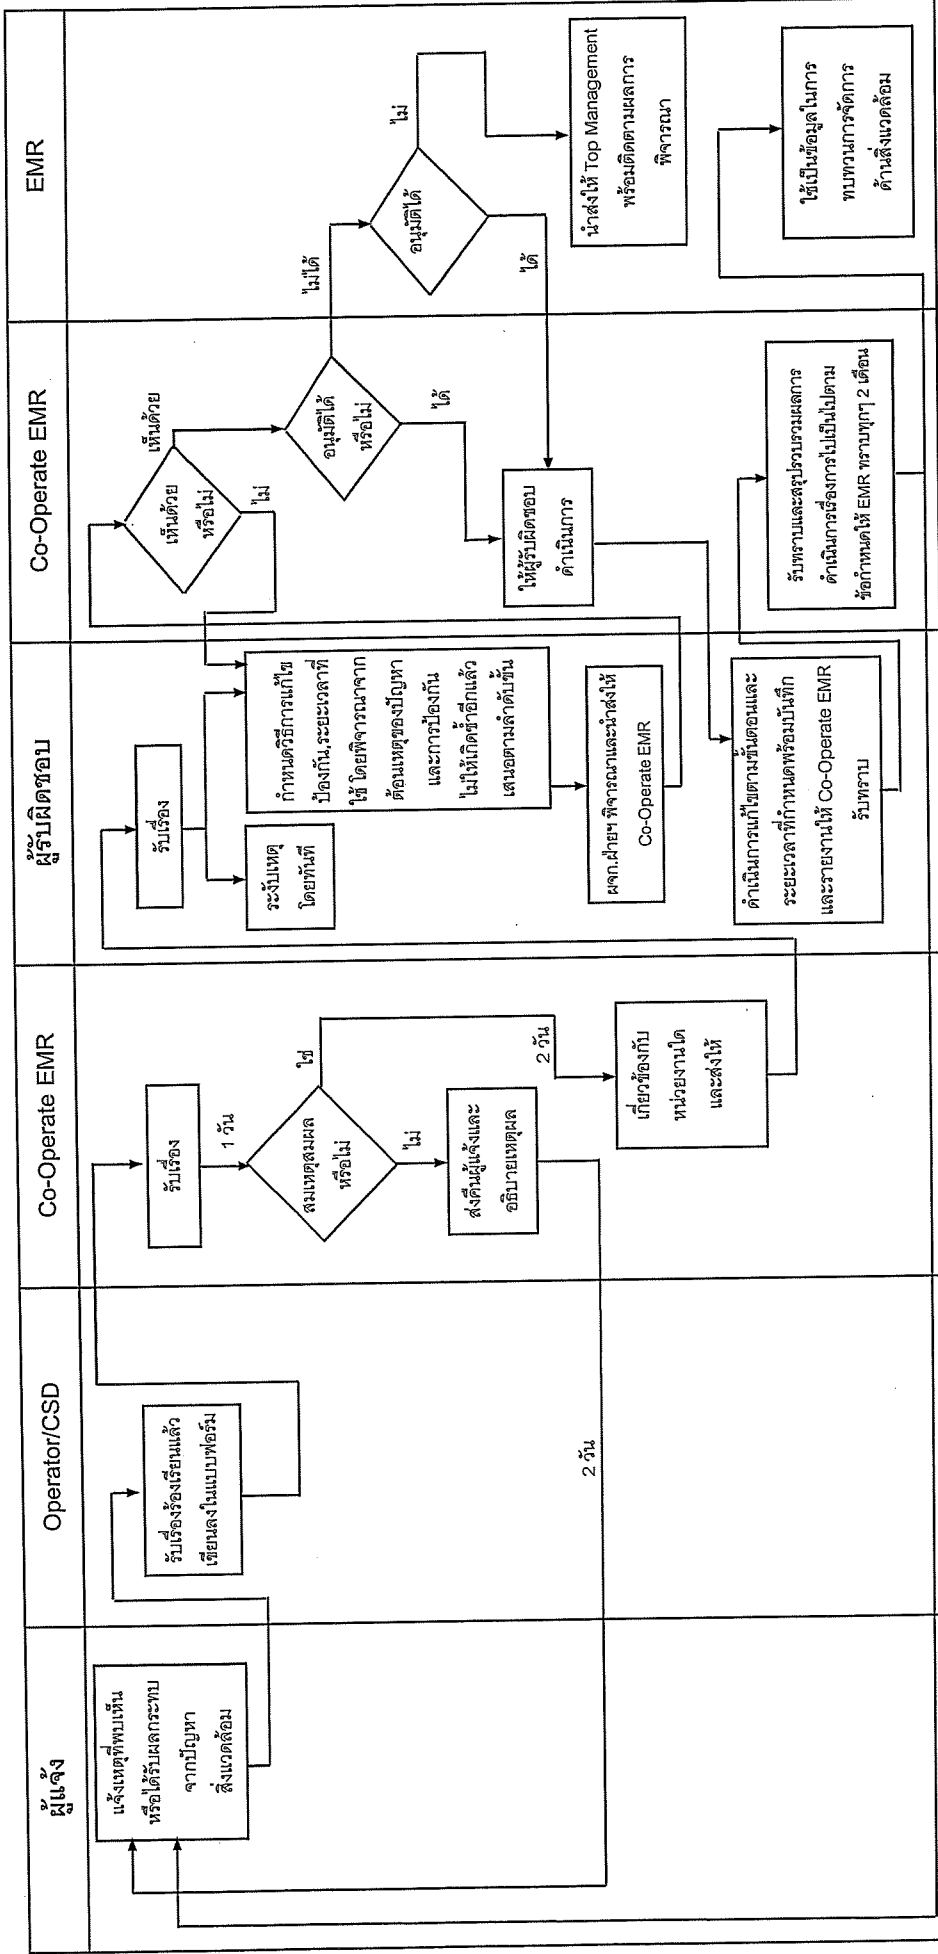 ผู้แจ้ง
Operator/CSD
Co-Operate EMR
ผู้รับผิดชอบ
Co-Operate EMR
EMR
แจ้งเหตุที่พบเห็น
หรือได้รับผลกระทบ
จากปัญหา
สิ่งแวดล้อม
รับเรื่องร้องเรียนแล้ว
เขียนลงในแบบฟอร์ม
รับเรื่อง
1 วัน
สมเหตุสมผล
หรือไม่
ใช่
ไม่
ส่งคืนผู้แจ้งและ
อธิบายเหตุผล
2 วัน
2 วัน
เกี่ยวข้องกับ
หน่วยงานใด
และส่งให้
รับเรื่อง
ระงับเหตุ
โดยทันที
กำหนดวิธีการแก้ไข
ป้องกัน,ระยะเวลาที่
ใช้ โดยพิจารณาจาก
ต้อนเหตุของปัญหา
และการป้องกัน
ไม่ให้เกิดซ้ำอีกแล้ว
เสนอตามลำดับขั้น
ผจก.ฝ่ายฯ พิจารณาและนำส่งให้
Co-Operate EMR
ดำเนินการแก้ไขตามขั้นตอนและ
ระยะเวลาที่กำหนดพร้อมบันทึก
และรายงานให้ Co-Operate EMR
รับทราบ
เห็นด้วย
หรือไม่
เห็นด้วย
ไม่
อนุมัติได้
หรือไม่
ไม่ได้
ได้
ให้ผู้รับผิดชอบ
ดำเนินการ
รับทราบและสรุปรวบรวมผลการ
ดำเนินการเรื่องการไปเป็นไปตาม
ข้อกำหนดให้ EMR ทราบทุกๆ 2 เดือน
อนุมัติได้
ไม่
ได้
นำส่งให้ Top Management
พร้อมติดตามผลการ
พิจารณา
ใช้เป็นข้อมูลในการ
ทบทวนการจัดการ
ด้านสิ่งแวดล้อม